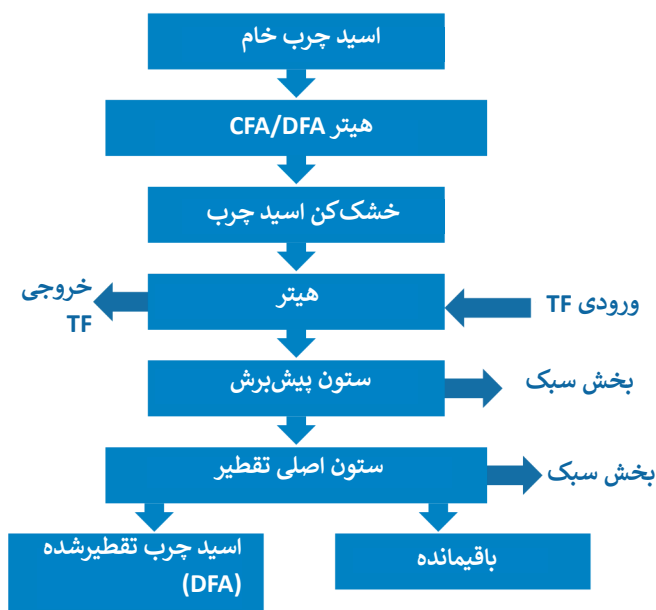 اسید چرب خام
هیتر CFA/DFA
خشک‌کن اسید چرب
ورودی TF
هیتر
خروجی
TF
ستون پیش‌برش
بخش سبک
ستون اصلی تقطیر
بخش سبک
باقیمانده
اسید چرب تقطیرشده
(DFA)